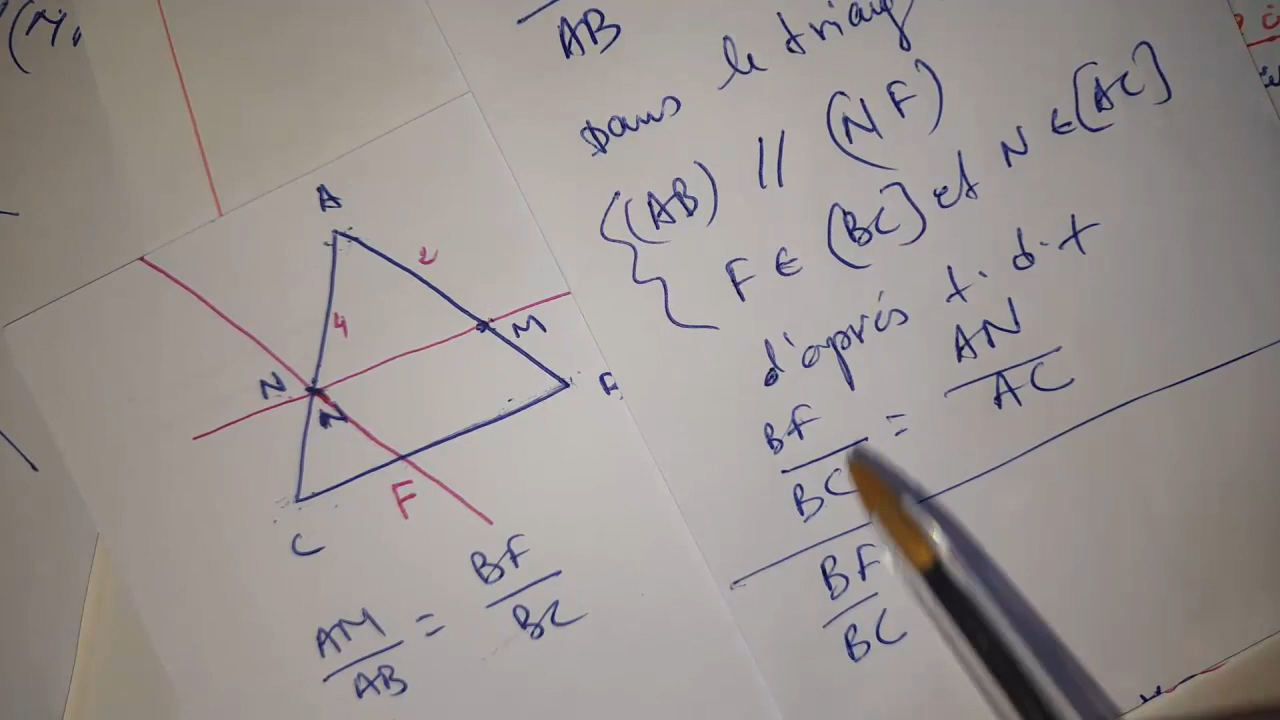 (M,
A
2
4
M
N
N
F
C
AM/AB = BF/BC
AB
Dans le triang
{(AB) // (NF)
F ∈ [BC] et N ∈ [AC]
d'après t.d.t
BF/BC = AN/AC
BF/BC